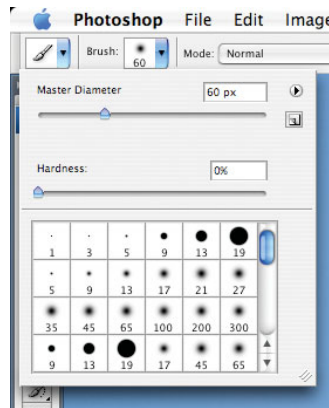 Photoshop File Edit Image
Brush: 60 Mode: Normal
Master Diameter 60 px
Hardness: 0%
1 3 5 9 13 19
5 9 13 17 21 27
35 45 65 100 200 300
9 13 19 17 45 65